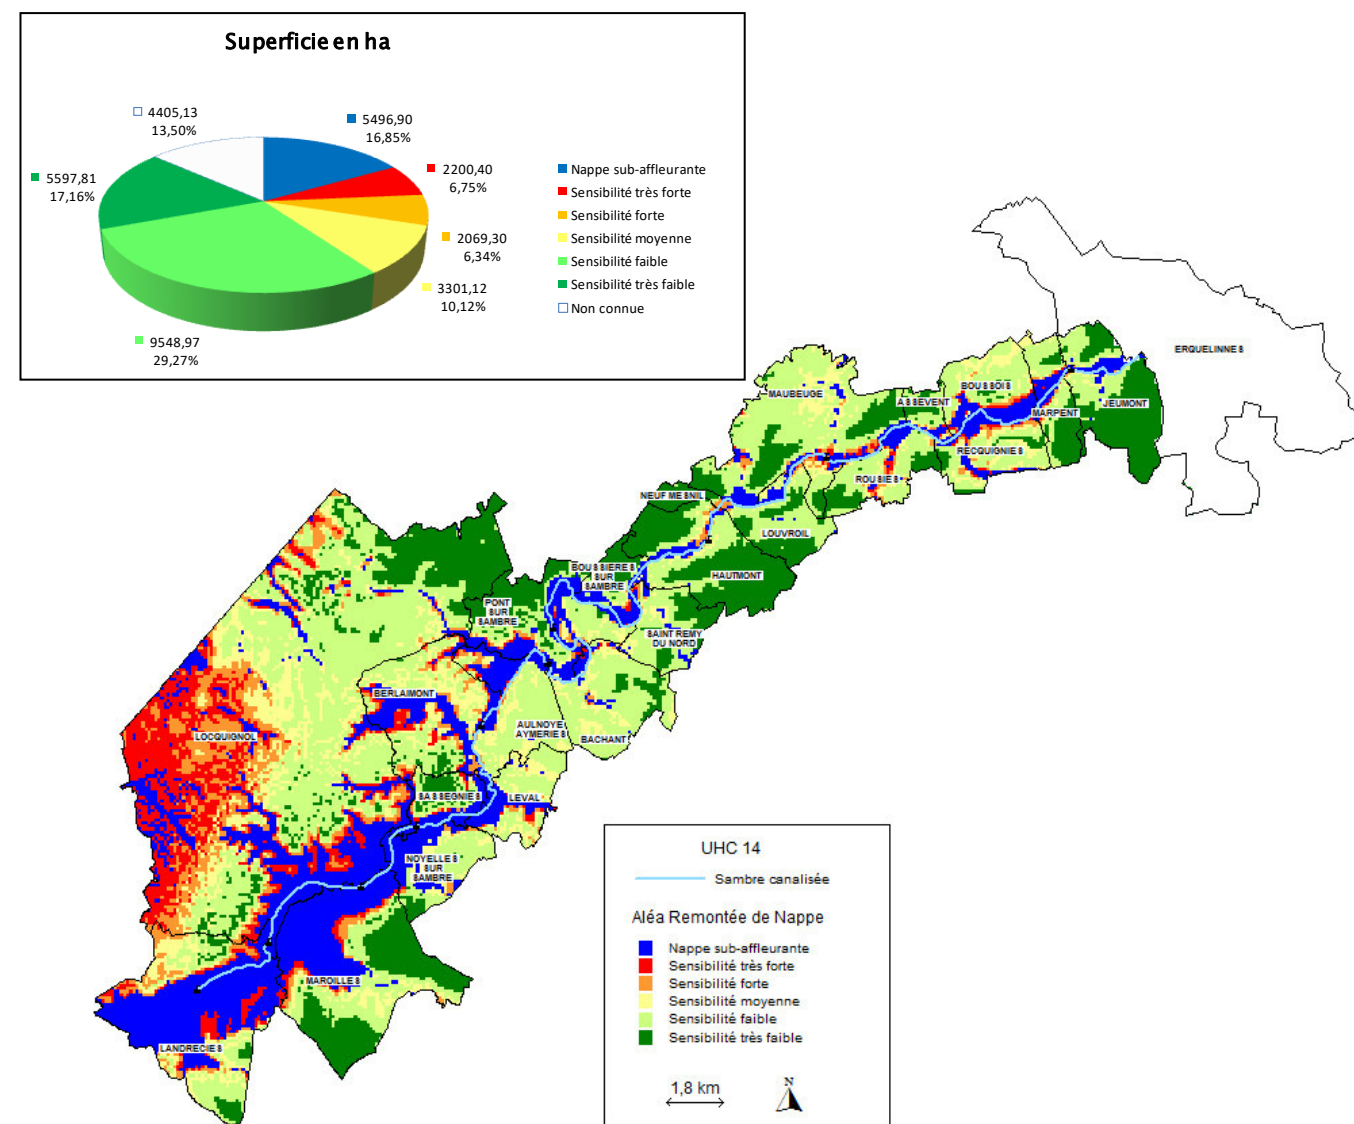 Superficie en ha
4405,13
13,50%
5496,90
16,85%
5597,81
17,16%
2200,40
6,75%
2069,30
6,34%
3301,12
10,12%
9548,97
29,27%
Nappe sub-affleurante
Sensibilité très forte
Sensibilité forte
Sensibilité moyenne
Sensibilité faible
Sensibilité très faible
Non connue
ERQUELINNES
MAUBEUGE
ASSEVENT
BOUSSOIS
MARPENT
JEUMONT
RECQUIGNIES
ROUSIES
NEUF MESNIL
LOUVROIL
HAUTMONT
BOUSSIERES
SUR
SAMBRE
PONT
SUR
SAMBRE
SAINT REMY
DU NORD
BERLAIMONT
LOCQUIGNOL
AULNOYE
AYMERIES
BACHANT
SASSEGNIES
LEVAL
NOYELLES
SUR
SAMBRE
MAROILLES
LANDRECIES
UHC 14
Sambre canalisée
Aléa Remontée de Nappe
Nappe sub-affleurante
Sensibilité très forte
Sensibilité forte
Sensibilité moyenne
Sensibilité faible
Sensibilité très faible
1,8 km
N